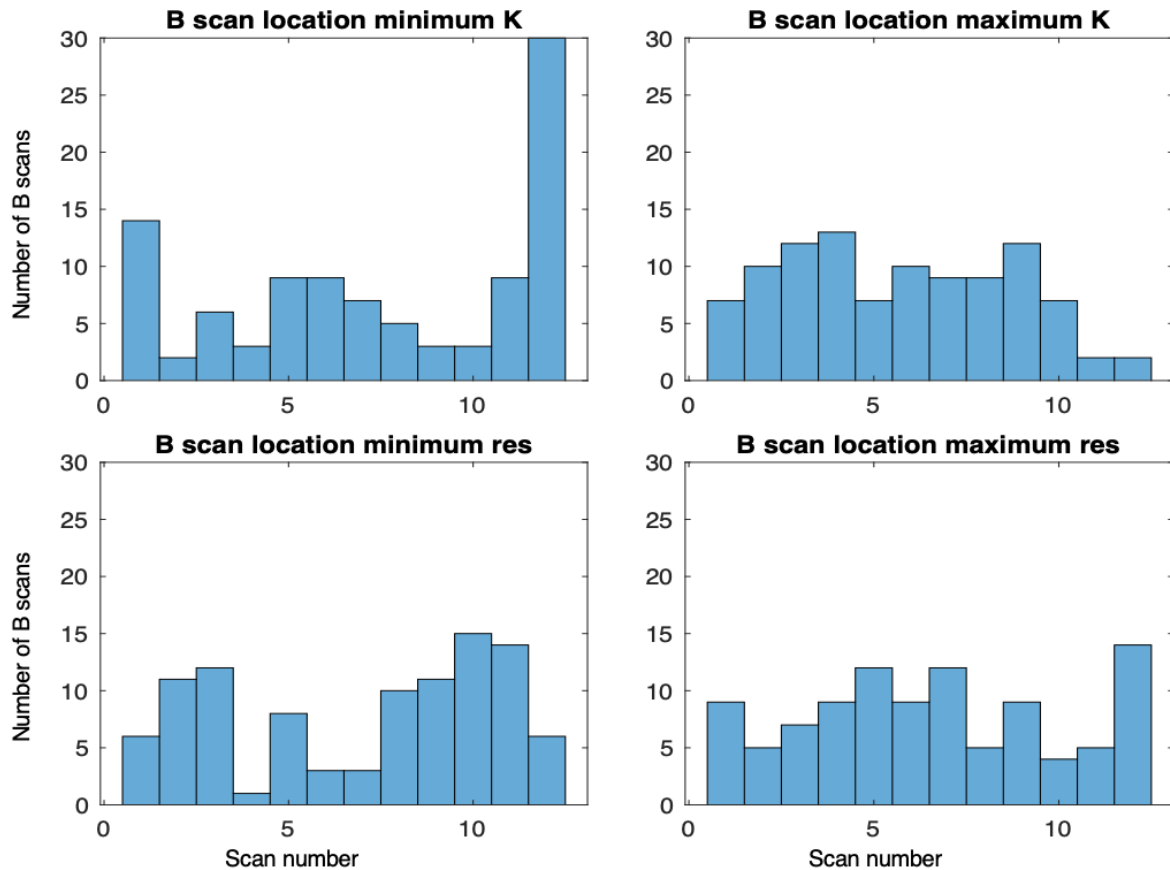 B scan location minimum K
30
25
20
15
10
5
0
0 5 10
Number of B scans
B scan location maximum K
30
25
20
15
10
5
0
0 5 10
B scan location minimum res
30
25
20
15
10
5
0
0 5 10
Number of B scans
Scan number
B scan location maximum res
30
25
20
15
10
5
0
0 5 10
Scan number